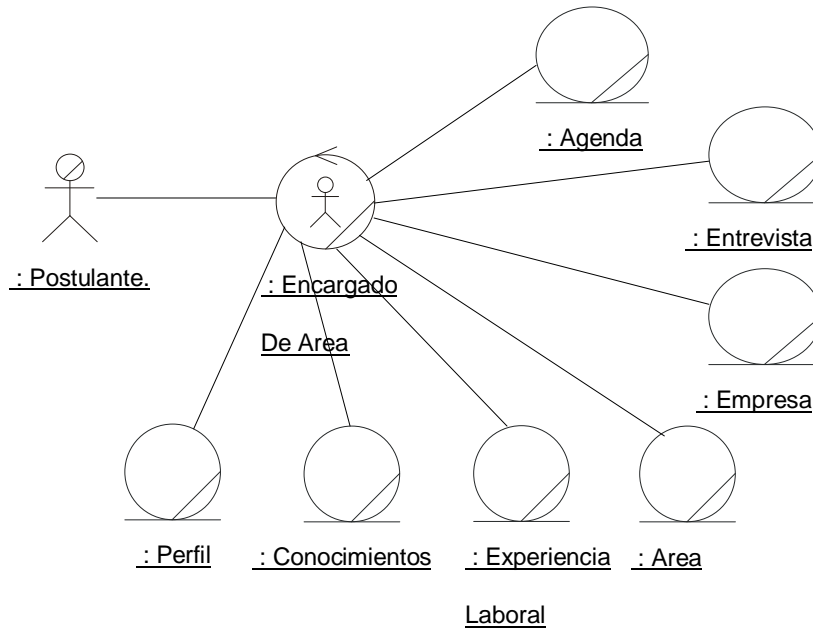 : Agenda
: Entrevista
: Postulante.
: Encargado
De Area
: Empresa
: Perfil
: Conocimientos
: Experiencia
Laboral
: Area